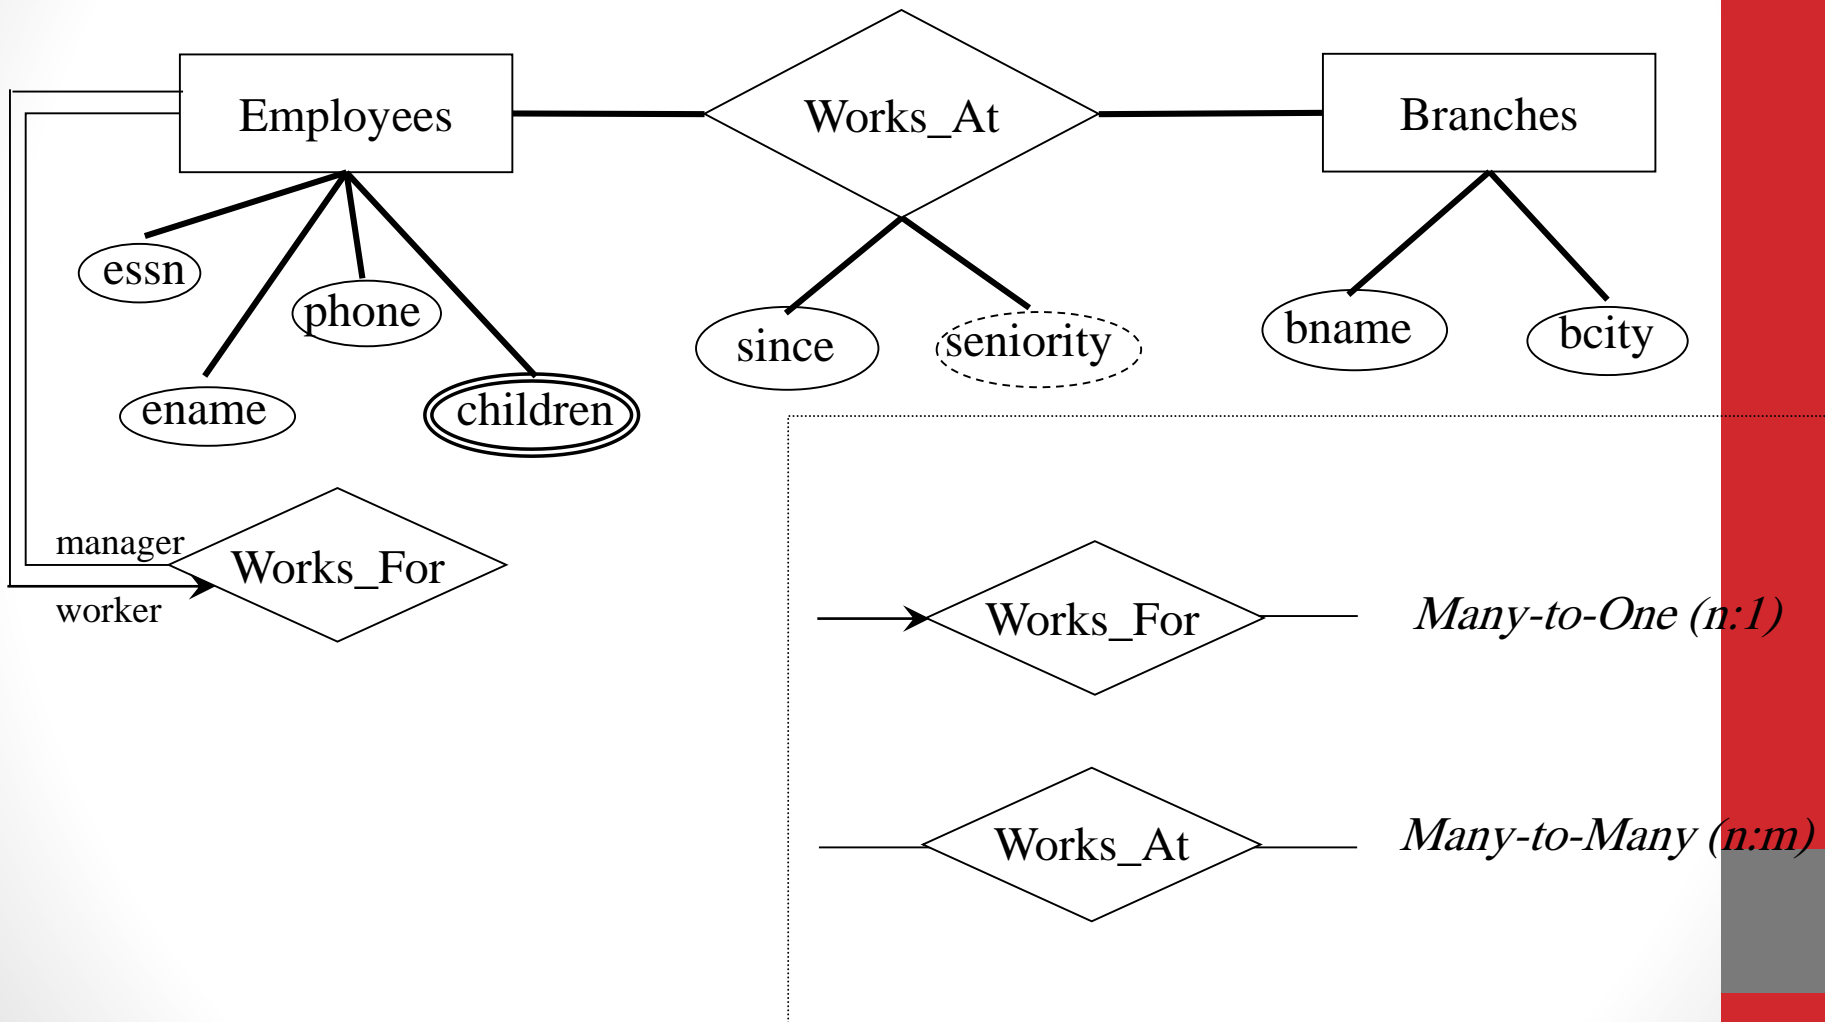 Employees
Works_At
Branches
essn
phone
ename
children
since
seniority
bname
bcity
manager
Works_For
worker
Works_For
Many-to-One (n:1)
Works_At
Many-to-Many (n:m)